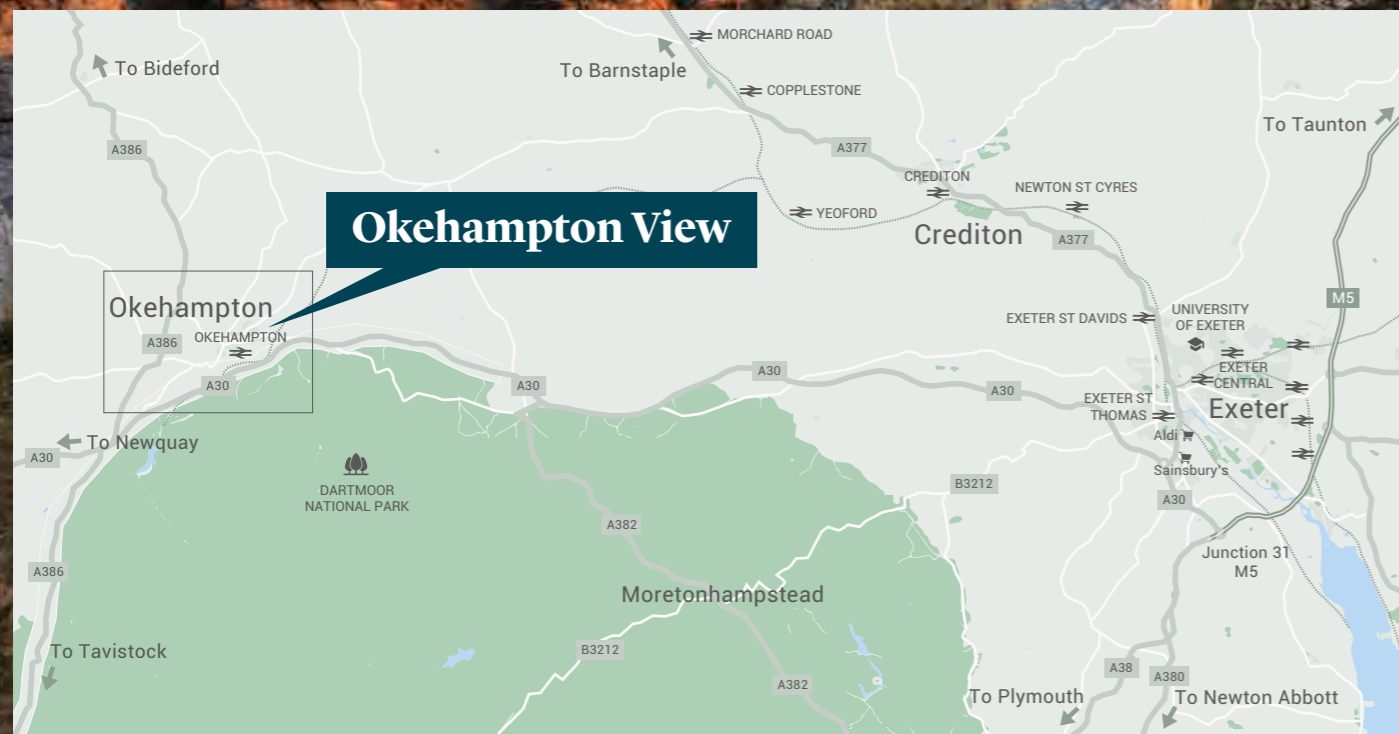 MORCHARD ROAD
To Bideford
To Barnstaple
COPPLESTONE
To Taunton
A386
A377
CREDITON
NEWTON ST CYRES
YEOFORD
Okehampton View
Crediton
A377
Okehampton
M5
UNIVERSITY
OF EXETER
EXETER ST DAVIDS
OKEHAMPTON
A386
A30
A30
A30
A30
EXETER
CENTRAL
EXETER ST
THOMAS
Exeter
Aldi
Sainsbury's
To Newquay
A30
DARTMOOR
NATIONAL PARK
B3212
A30
A382
Junction 31
M5
A386
Moretonhampstead
B3212
To Tavistock
A382
A38
A380
To Plymouth
To Newton Abbott